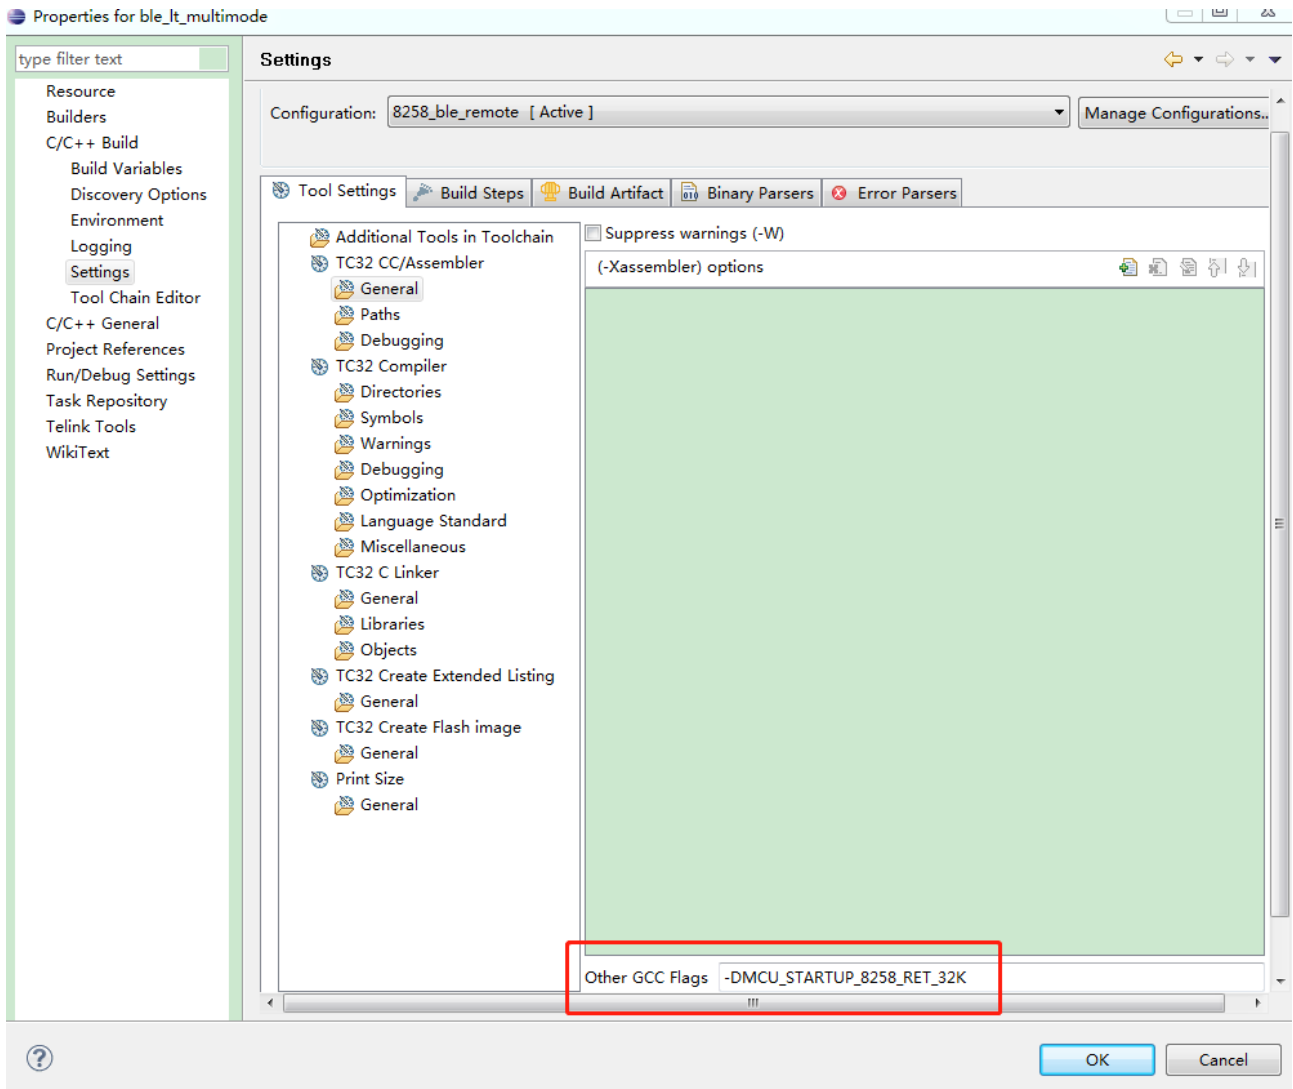 Properties for ble_lt_multimode
type filter text
Settings
Resource
Builders
C/C++ Build
Build Variables
Discovery Options
Environment
Logging
Settings
Tool Chain Editor
C/C++ General
Project References
Run/Debug Settings
Task Repository
Telink Tools
WikiText
Configuration: 8258_ble_remote [ Active ] Manage Configurations..
Tool Settings Build Steps Build Artifact Binary Parsers Error Parsers
Additional Tools in Toolchain
TC32 CC/Assembler
General
Paths
Debugging
TC32 Compiler
Directories
Symbols
Warnings
Debugging
Optimization
Language Standard
Miscellaneous
TC32 C Linker
General
Libraries
Objects
TC32 Create Extended Listing
General
TC32 Create Flash image
General
Print Size
General
Suppress warnings (-W)
(-Xassembler) options
Other GCC Flags -DMCU_STARTUP_8258_RET_32K
OK Cancel